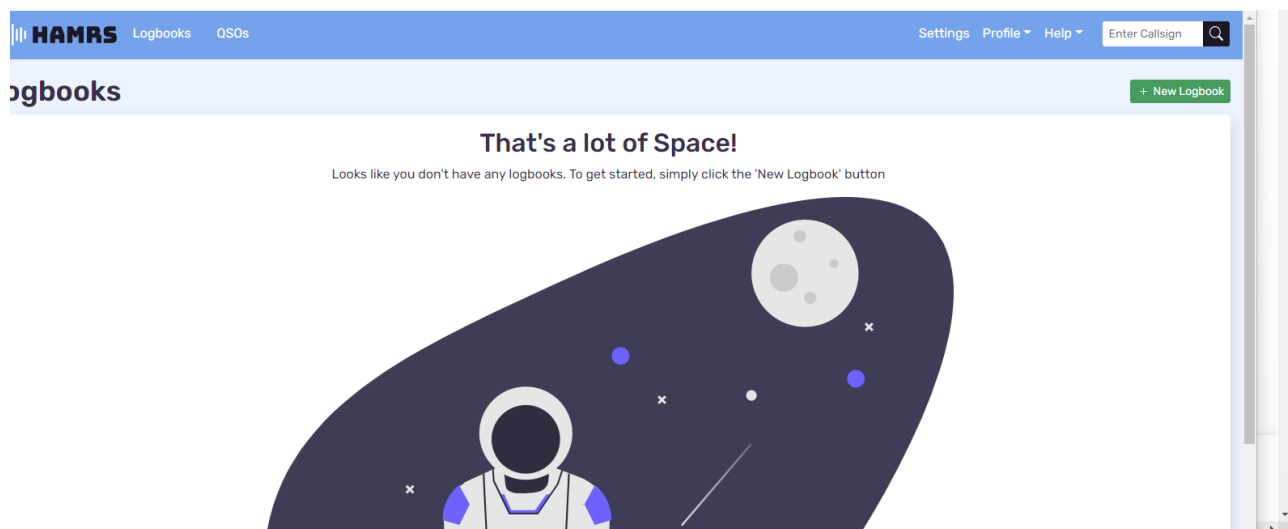 HAMRS Logbooks QSOs Settings Profile Help Enter Callsign
ogbooks + New Logbook
That's a lot of Space!
Looks like you don't have any logbooks. To get started, simply click the 'New Logbook' button